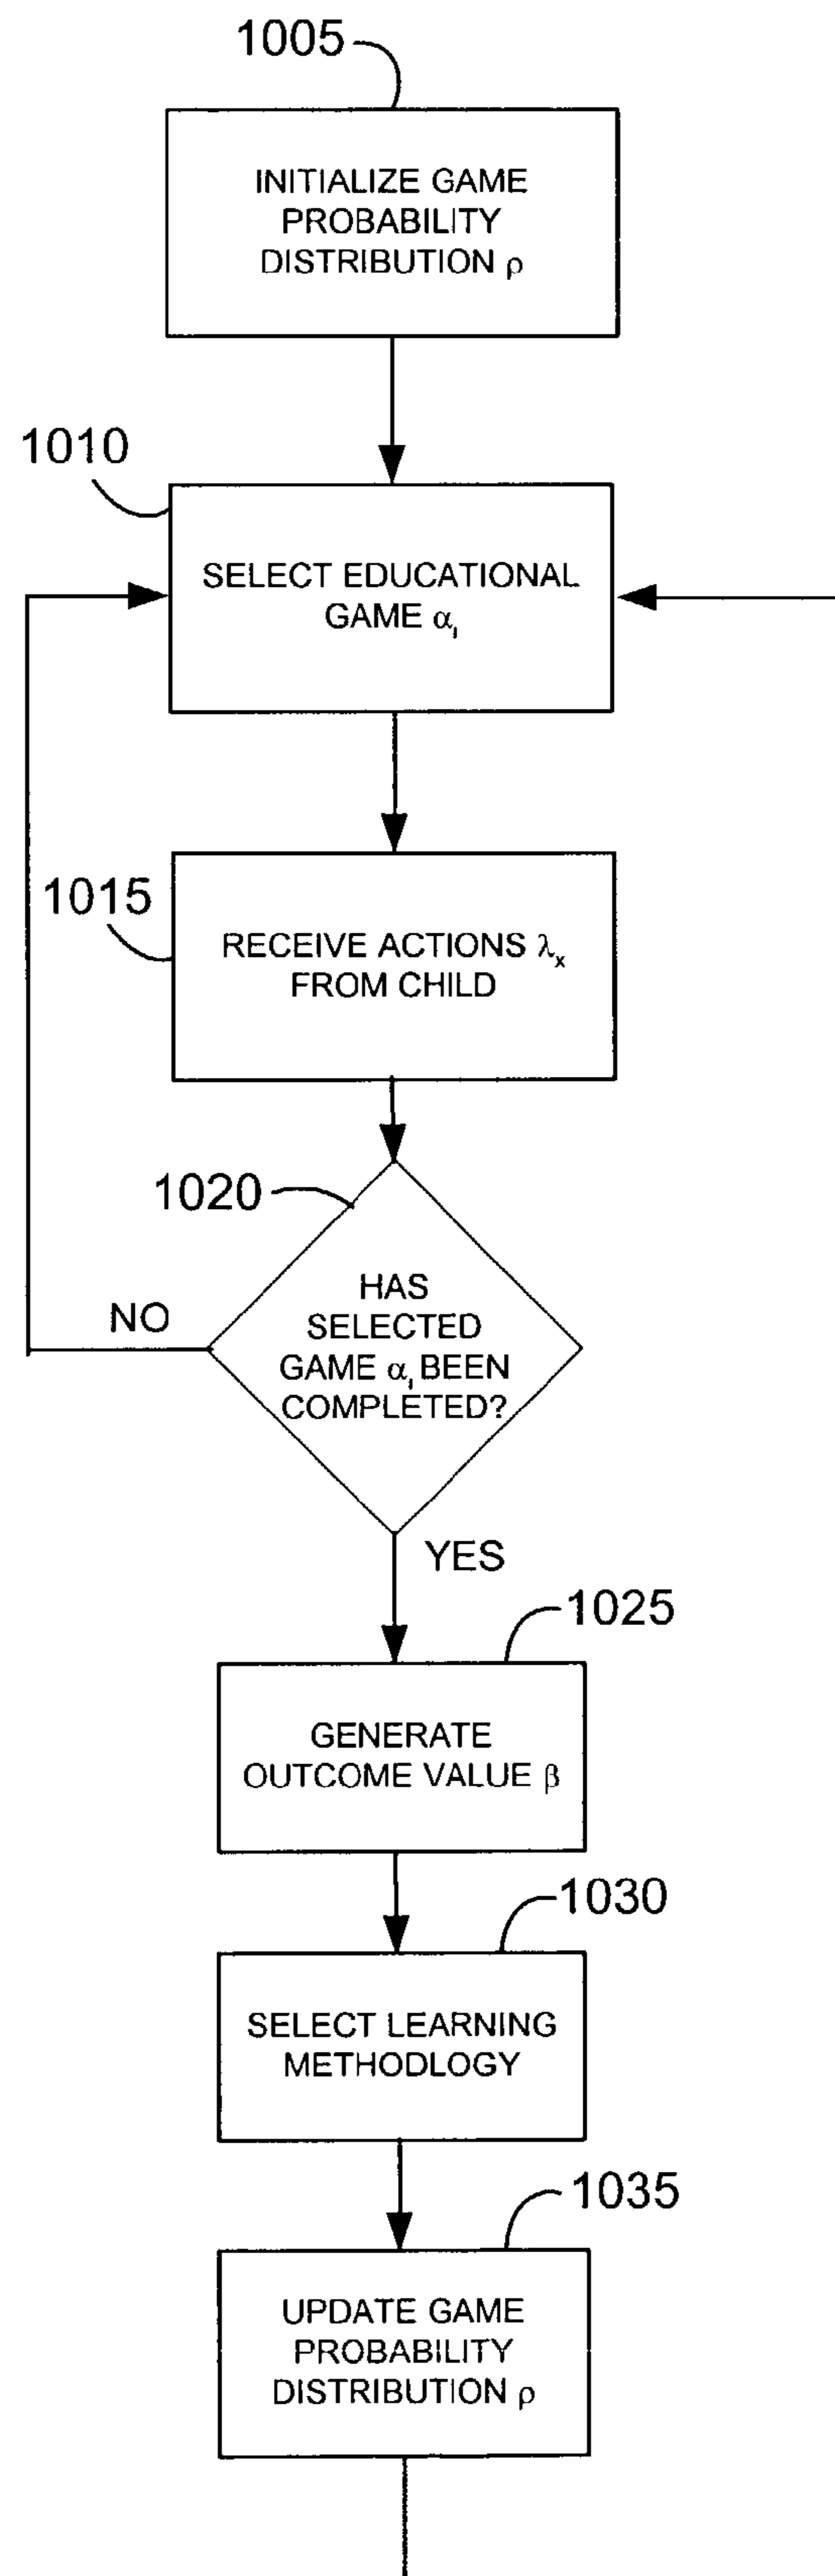 1005
INITIALIZE GAME
PROBABILITY
DISTRIBUTION ρ
1010
SELECT EDUCATIONAL
GAME αᵢ
1015
RECEIVE ACTIONS λₓ
FROM CHILD
1020
HAS
SELECTED
GAME αᵢ BEEN
COMPLETED?
NO
YES
1025
GENERATE
OUTCOME VALUE β
1030
SELECT LEARNING
METHODLOGY
1035
UPDATE GAME
PROBABILITY
DISTRIBUTION ρ